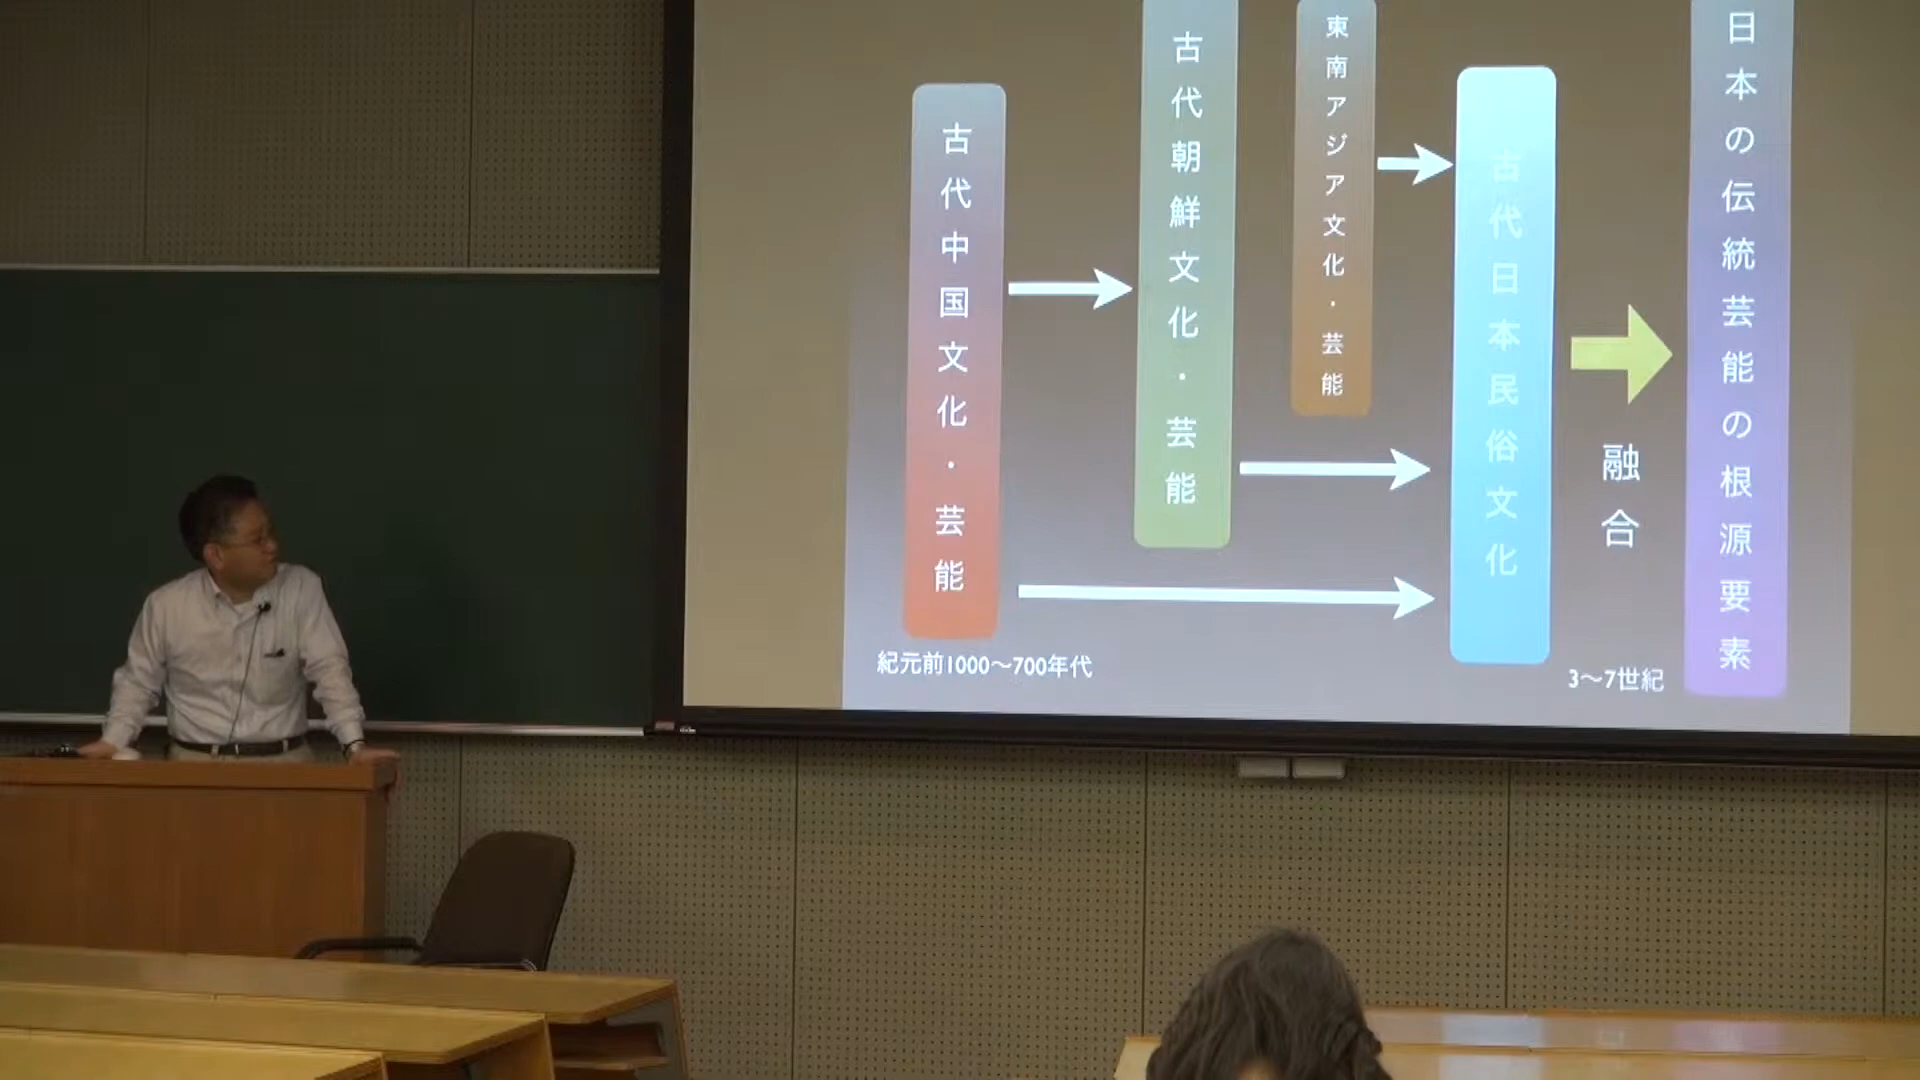 古代中国文化・芸能
古代朝鮮文化・芸能
東南アジア文化・芸能
古代日本民俗文化
融合
日本の伝統芸能の根源要素
紀元前1000〜700年代
3〜7世紀